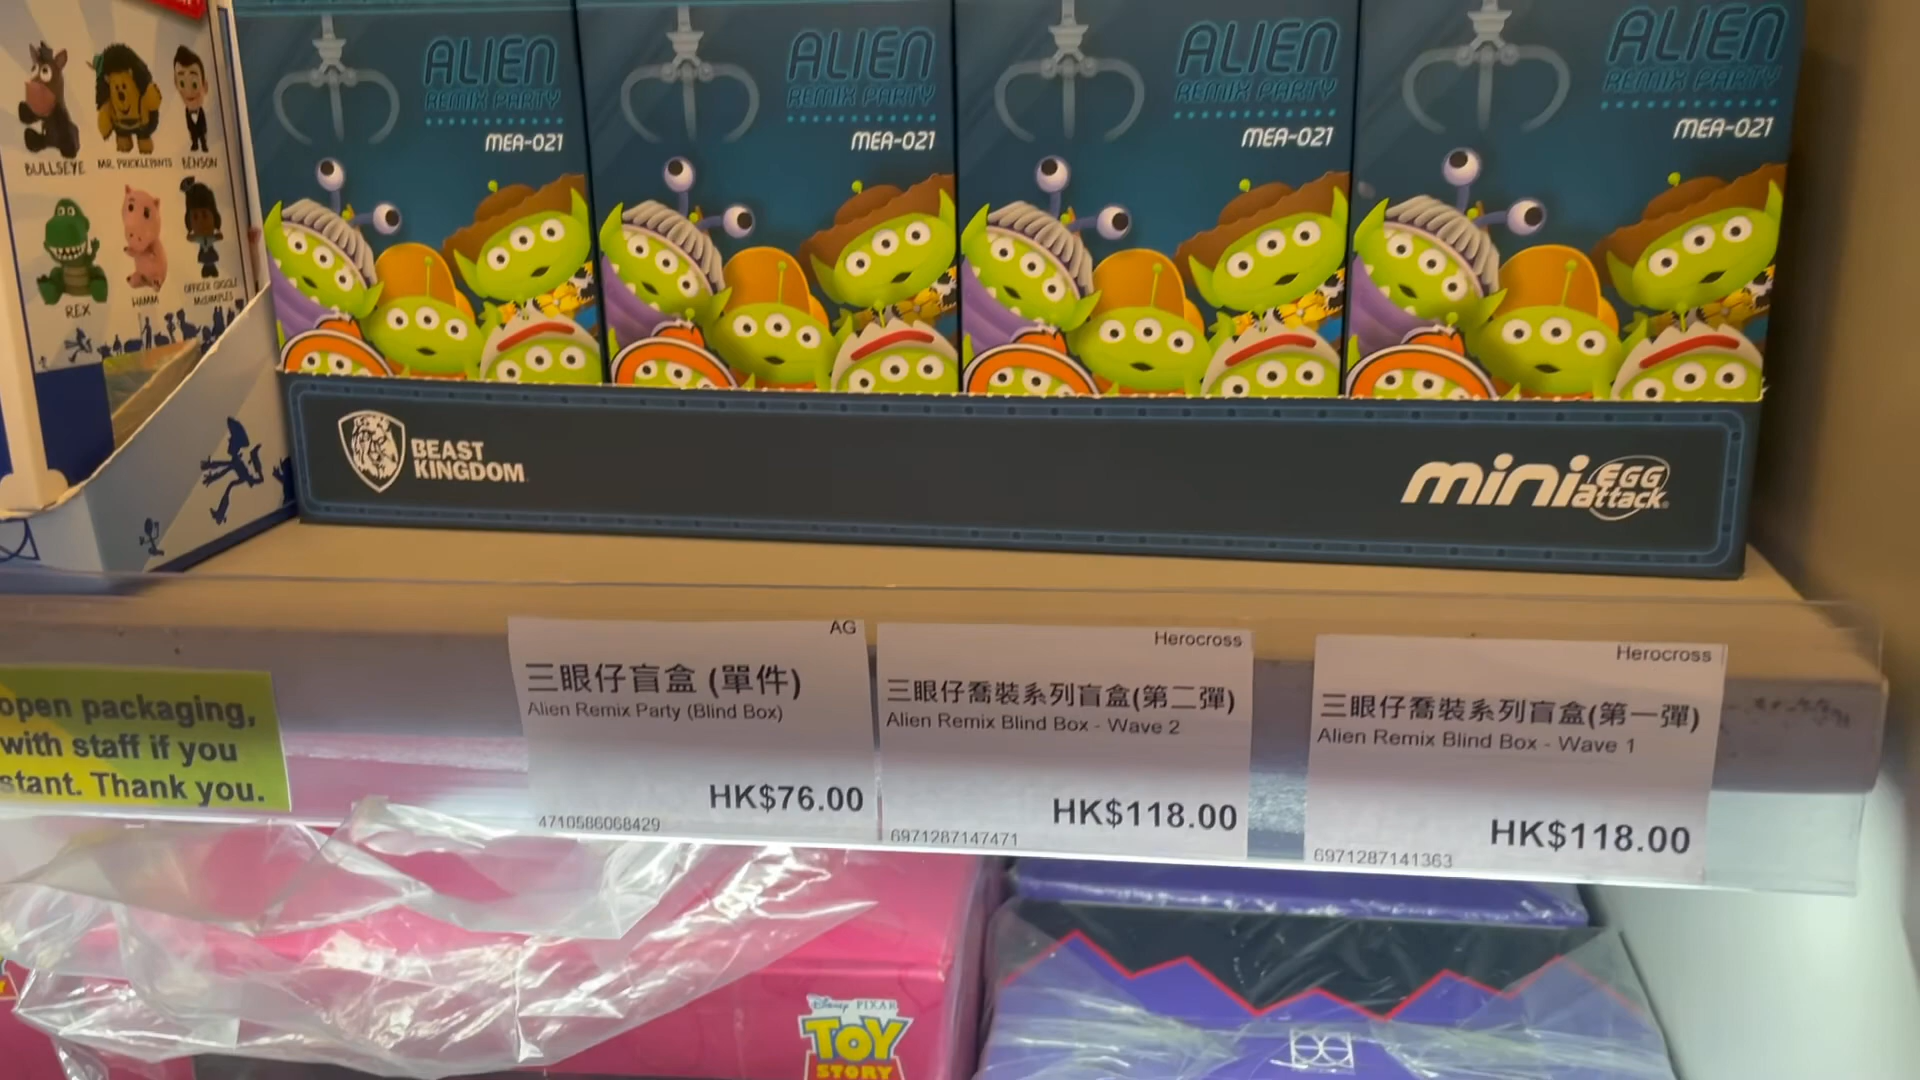 BULLSEYE
MR. PRICKLEPANTS
BENSON
REX
HAMM
OFFICER GIGGLE
McDIMPLES
ALIEN
REMIX PARTY
MEA-021
ALIEN
REMIX PARTY
MEA-021
ALIEN
REMIX PARTY
MEA-021
ALIEN
REMIX PARTY
MEA-021
BEAST
KINGDOM
mini EGG
attack
open packaging,
with staff if you
stant. Thank you.
AG
三眼仔盲盒 (單件)
Alien Remix Party (Blind Box)
HK$76.00
4710586068429
Herocross
三眼仔喬裝系列盲盒(第二彈)
Alien Remix Blind Box - Wave 2
HK$118.00
6971287147471
Herocross
三眼仔喬裝系列盲盒(第一彈)
Alien Remix Blind Box - Wave 1
HK$118.00
6971287141363
Disney PIXAR
TOY
STORY